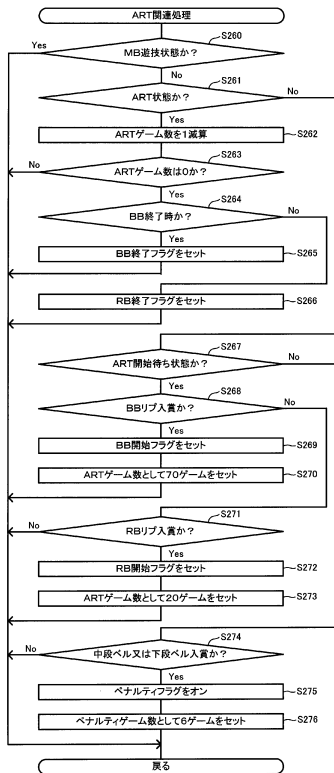 ART関連処理
S260
Yes
MB遊技状態か?
No
S261
ART状態か?
No
Yes
ARTゲーム数を1減算
S262
S263
No
ARTゲーム数は0か?
S264
BB終了時か?
No
Yes
BB終了フラグをセット
S265
RB終了フラグをセット
S266
S267
ART開始待ち状態か?
No
Yes
S268
BBリブ入賞か?
No
Yes
BB開始フラグをセット
S269
ARTゲーム数として70ゲームをセット
S270
S271
No
RBリブ入賞か?
Yes
RB開始フラグをセット
S272
ARTゲーム数として20ゲームをセット
S273
S274
No
中段ベル又は下段ベル入賞か?
Yes
ペナルティフラグをオン
S275
ペナルティゲーム数として6ゲームをセット
S276
戻る